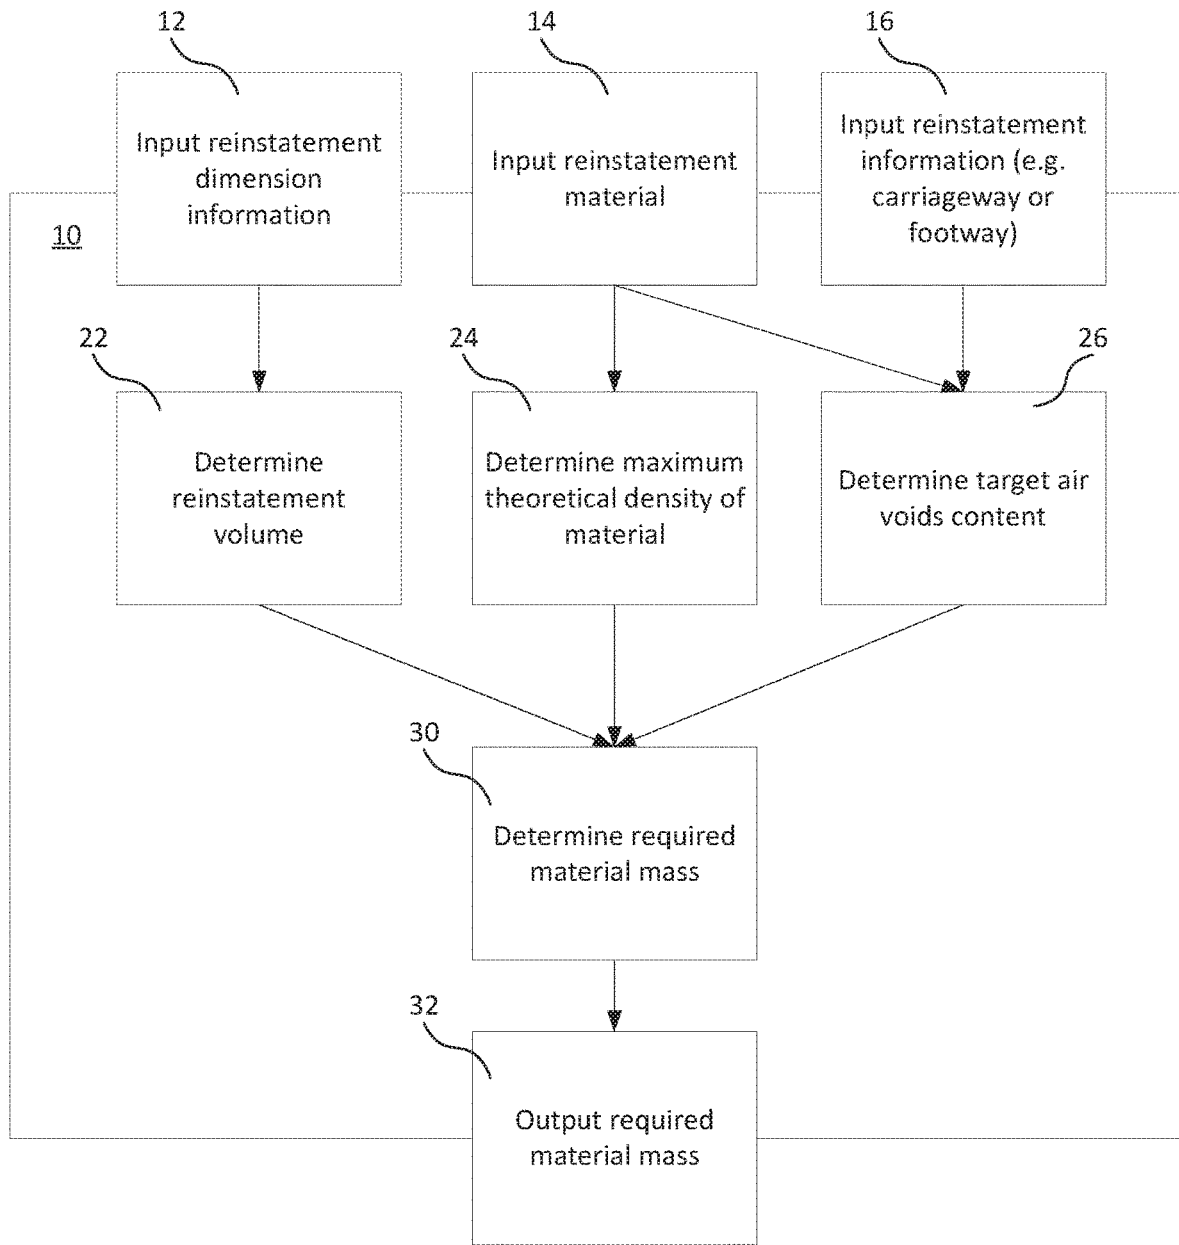 12
14
16
Input reinstatement
dimension
information
Input reinstatement
material
Input reinstatement
information (e.g.
carriageway or
footway)
10
22
24
26
Determine
reinstatement
volume
Determine maximum
theoretical density of
material
Determine target air
voids content
30
Determine required
material mass
32
Output required
material mass